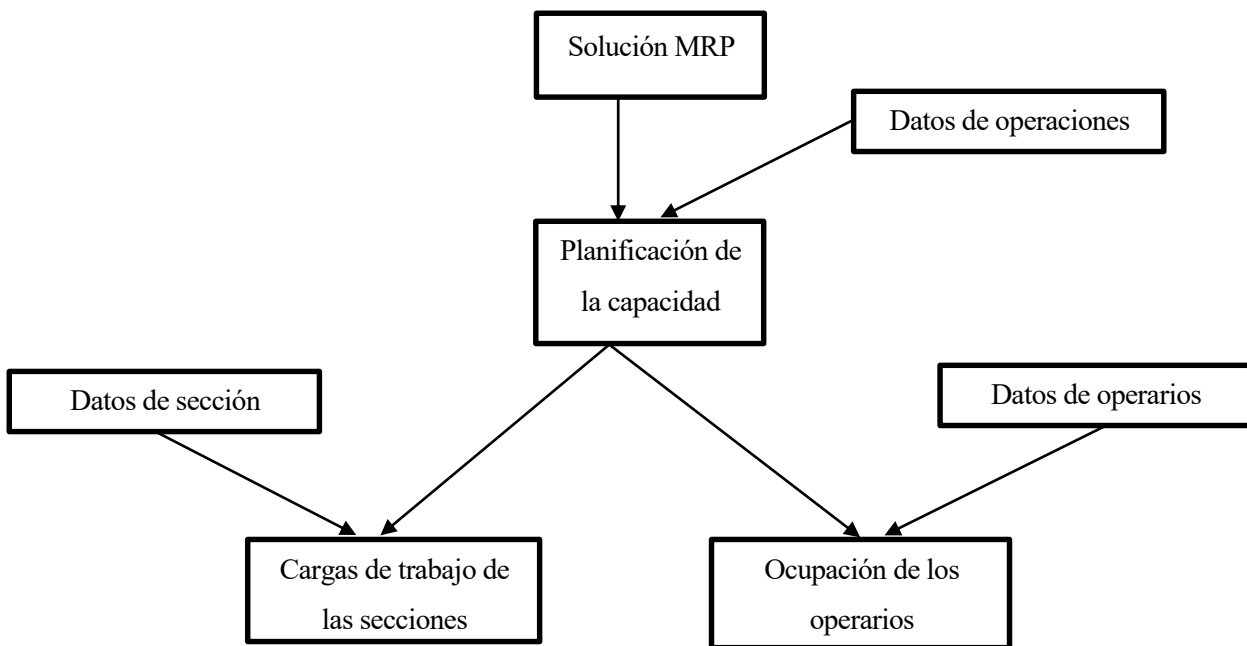 Solución MRP
Datos de operaciones
Planificación de
la capacidad
Datos de sección
Datos de operarios
Cargas de trabajo de
las secciones
Ocupación de los
operarios